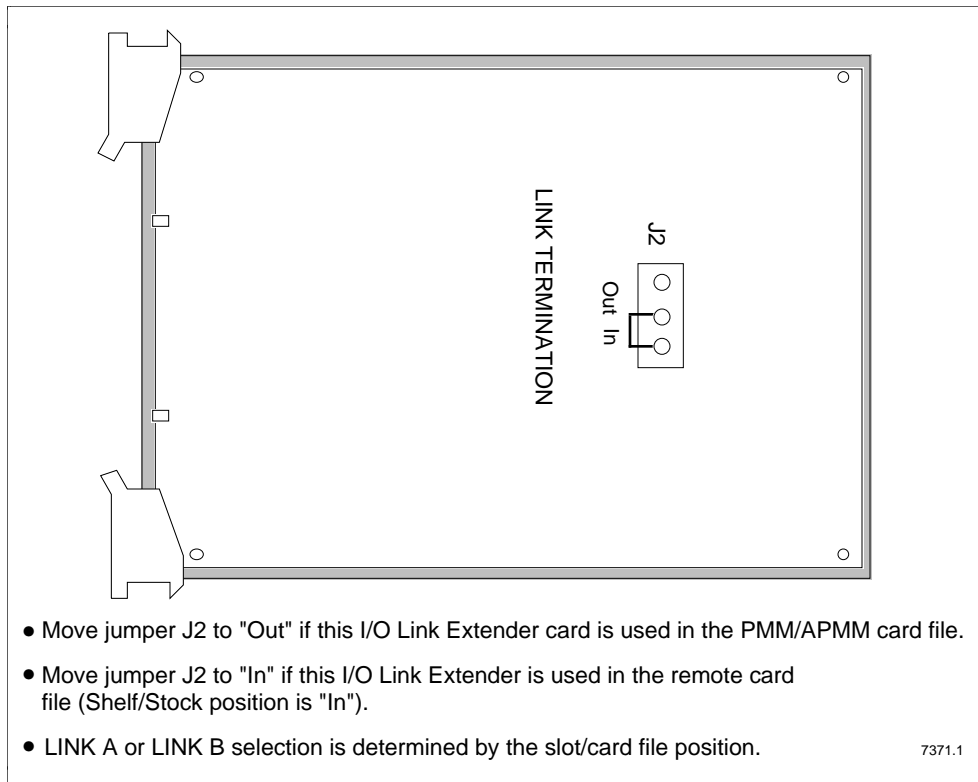 LINK TERMINATION
J2
Out In
● Move jumper J2 to "Out" if this I/O Link Extender card is used in the PMM/APMM card file.
● Move jumper J2 to "In" if this I/O Link Extender is used in the remote card
file (Shelf/Stock position is "In").
● LINK A or LINK B selection is determined by the slot/card file position.
7371.1